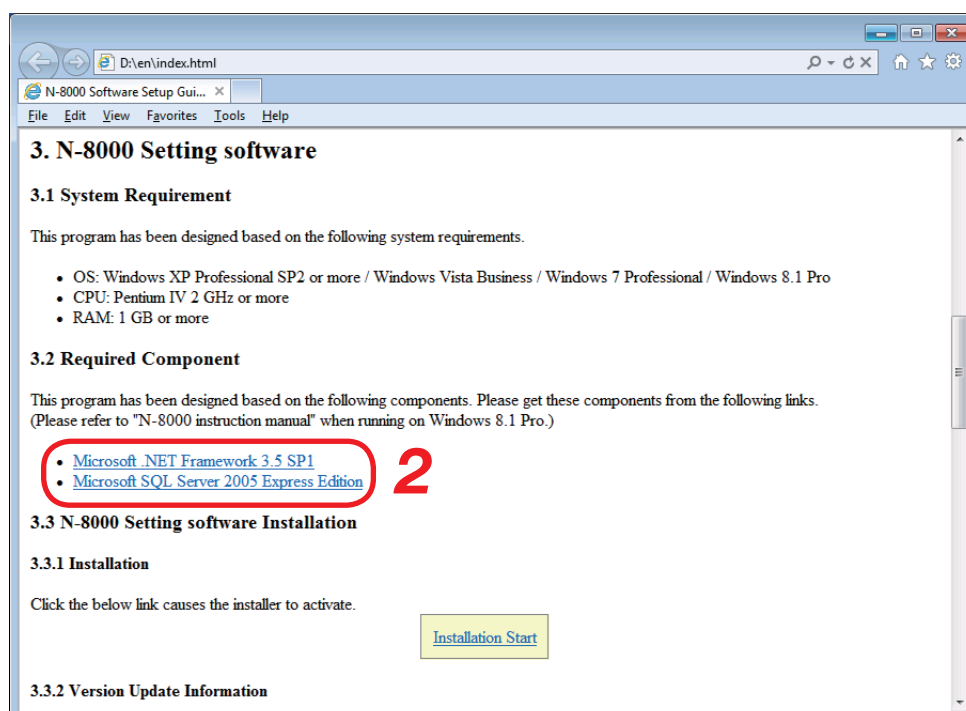 D:\en\index.html
N-8000 Software Setup Gui...
File Edit View Favorites Tools Help
3. N-8000 Setting software
3.1 System Requirement
This program has been designed based on the following system requirements.
• OS: Windows XP Professional SP2 or more / Windows Vista Business / Windows 7 Professional / Windows 8.1 Pro
• CPU: Pentium IV 2 GHz or more
• RAM: 1 GB or more
3.2 Required Component
This program has been designed based on the following components. Please get these components from the following links.
(Please refer to "N-8000 instruction manual" when running on Windows 8.1 Pro.)
• Microsoft .NET Framework 3.5 SP1
• Microsoft SQL Server 2005 Express Edition
2
3.3 N-8000 Setting software Installation
3.3.1 Installation
Click the below link causes the installer to activate.
Installation Start
3.3.2 Version Update Information